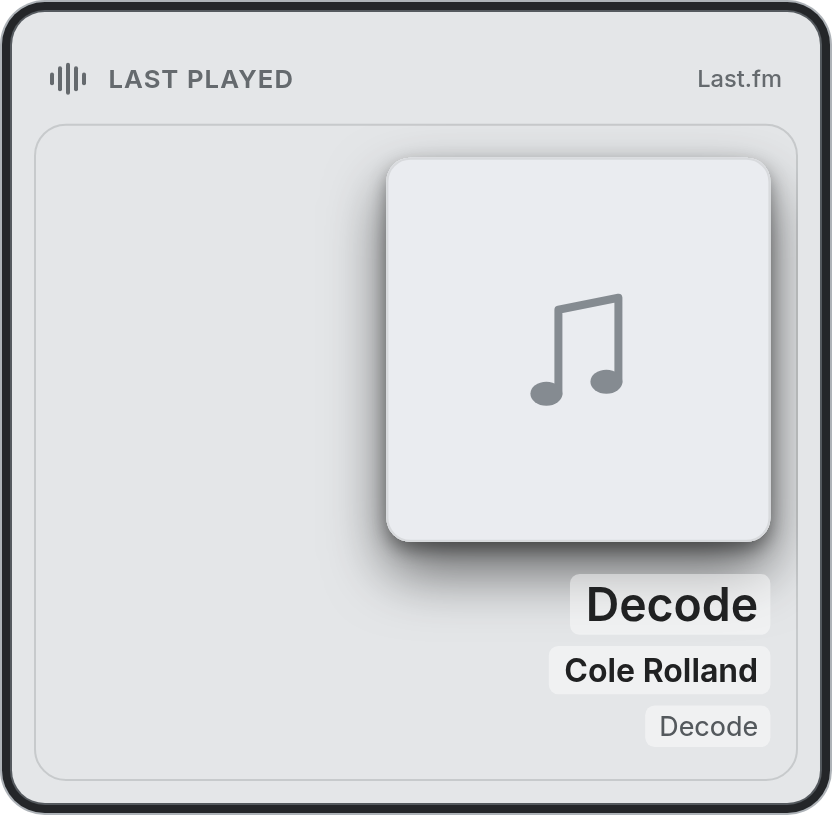 LAST PLAYED
Last.fm
Decode
Cole Rolland
Decode